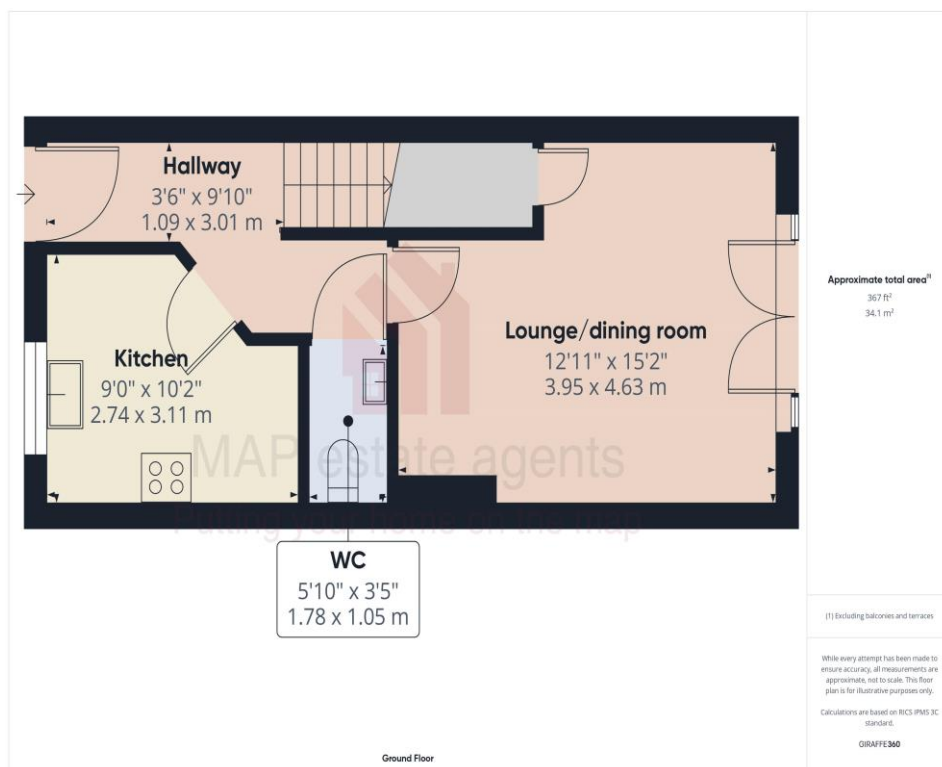 Hallway
3'6" x 9'10"
1.09 x 3.01 m
Kitchen
9'0" x 10'2"
2.74 x 3.11 m
Lounge/dining room
12'11" x 15'2"
3.95 x 4.63 m
MAP estate agents
Putting your home on the map
WC
5'10" x 3'5"
1.78 x 1.05 m
Ground Floor
Approximate total area⁽¹⁾
367 ft²
34.1 m²
(1) Excluding balconies and terraces
While every attempt has been made to
ensure accuracy, all measurements are
approximate, not to scale. This floor
plan is for illustrative purposes only.
Calculations are based on RICS IPMS 3C
standard.
GIRAFFE360